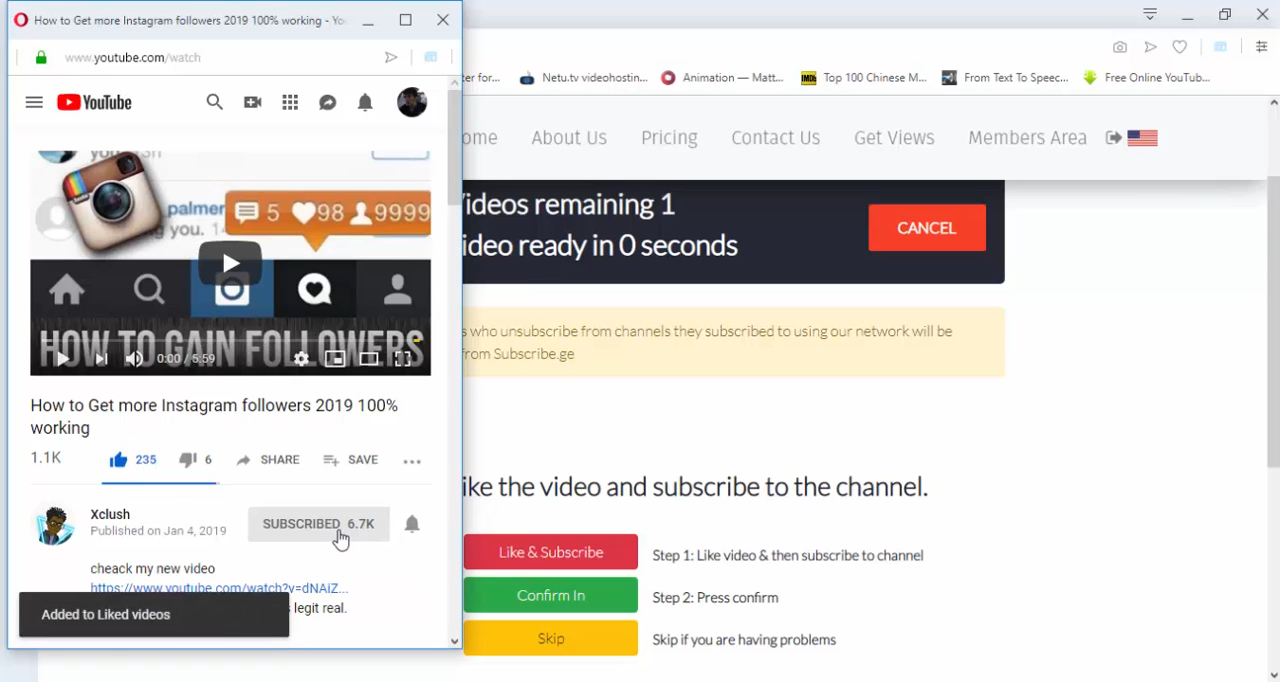 How to Get more Instagram followers 2019 100% working - Yo
www.youtube.com/watch
YouTube
palmer
ng you. 14
5 98 9999
HOW TO GAIN FOLLOWERS
0:00 / 5:59
How to Get more Instagram followers 2019 100%
working
1.1K 235 6 SHARE SAVE
Xclush
Published on Jan 4, 2019
SUBSCRIBED 6.7K
cheack my new video
https://www.youtube.com/watch?v=dNAiZ...
legit real.
Added to Liked videos
ter for... Netu.tv videohostin... Animation — Matt... Top 100 Chinese M... From Text To Speec... Free Online YouTub...
ome About Us Pricing Contact Us Get Views Members Area
ideos remaining 1
ideo ready in 0 seconds
CANCEL
s who unsubscribe from channels they subscribed to using our network will be
from Subscribe.ge
ike the video and subscribe to the channel.
Like & Subscribe Step 1: Like video & then subscribe to channel
Confirm In Step 2: Press confirm
Skip Skip if you are having problems